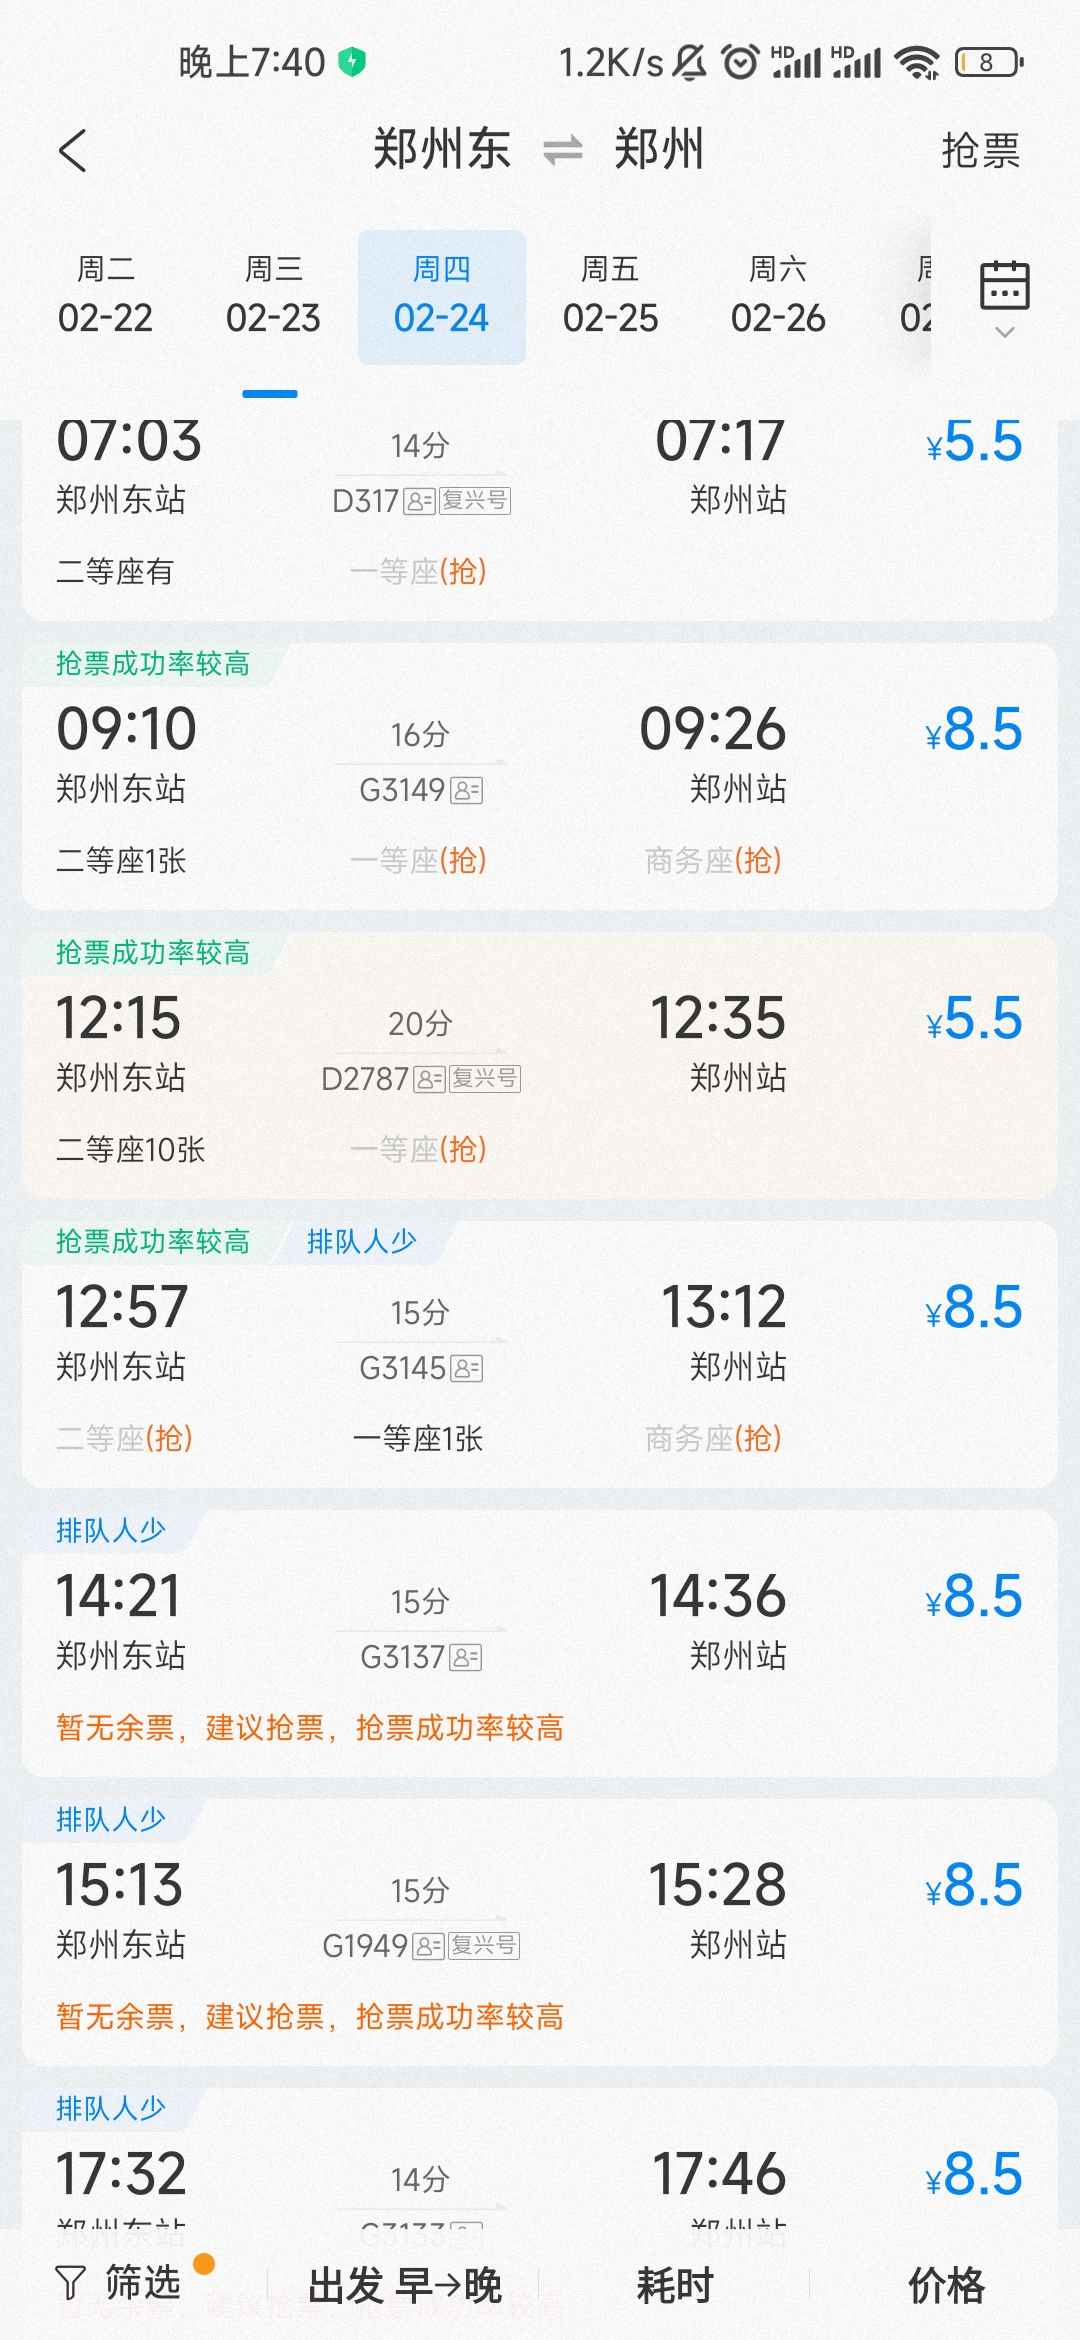 晚上7:40 1.2K/s HD HD 8
郑州东 郑州 抢票
周二 周三 周四 周五 周六
02-22 02-23 02-24 02-25 02-26 02
07:03 14分 07:17 ¥5.5
郑州东站 D317 复兴号 郑州站
二等座有 一等座(抢)
抢票成功率较高
09:10 16分 09:26 ¥8.5
郑州东站 G3149 郑州站
二等座1张 一等座(抢) 商务座(抢)
抢票成功率较高
12:15 20分 12:35 ¥5.5
郑州东站 D2787 复兴号 郑州站
二等座10张 一等座(抢)
抢票成功率较高 排队人少
12:57 15分 13:12 ¥8.5
郑州东站 G3145 郑州站
二等座(抢) 一等座1张 商务座(抢)
排队人少
14:21 15分 14:36 ¥8.5
郑州东站 G3137 郑州站
暂无余票，建议抢票，抢票成功率较高
排队人少
15:13 15分 15:28 ¥8.5
郑州东站 G1949 复兴号 郑州站
暂无余票，建议抢票，抢票成功率较高
排队人少
17:32 14分 17:46 ¥8.5
郑州东站 G3133 郑州站
筛选 出发 早→晚 耗时 价格